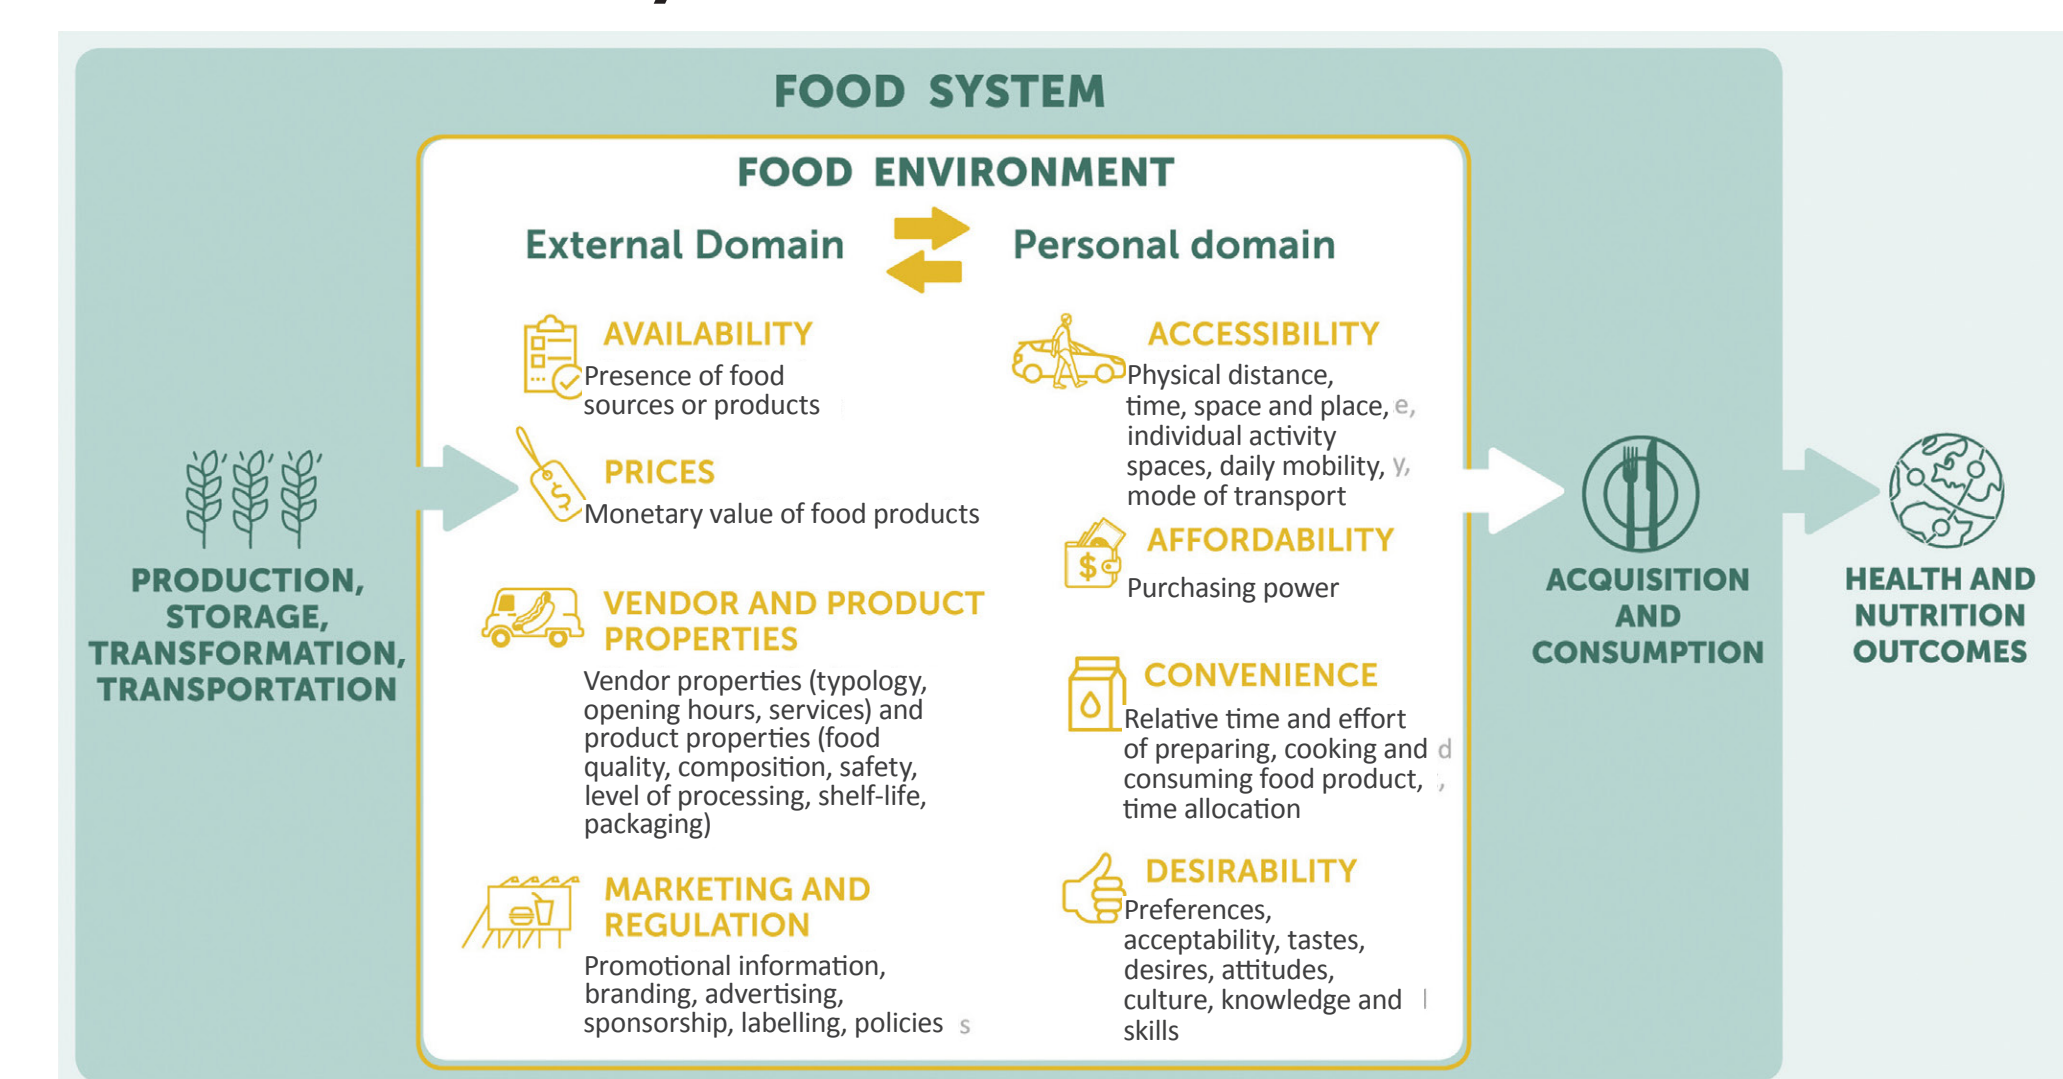 FOOD SYSTEM
FOOD ENVIRONMENT
External Domain
Personal domain
AVAILABILITY
Presence of food
sources or products
PRICES
$
Monetary value of food products
VENDOR AND PRODUCT
PROPERTIES
Vendor properties (typology,
opening hours, services) and
product properties (food
quality, composition, safety,
level of processing, shelf-life,
packaging)
MARKETING AND
REGULATION
Promotional information,
branding, advertising,
sponsorship, labelling, policies s
ACCESSIBILITY
Physical distance,
time, space and place, e,
individual activity
spaces, daily mobility, y,
mode of transport
AFFORDABILITY
$
Purchasing power
CONVENIENCE
Relative time and effort
of preparing, cooking and d
consuming food product, ,
time allocation
DESIRABILITY
Preferences,
acceptability, tastes,
desires, attitudes,
culture, knowledge and
skills
PRODUCTION,
STORAGE,
TRANSFORMATION,
TRANSPORTATION
ACQUISITION
AND
CONSUMPTION
HEALTH AND
NUTRITION
OUTCOMES